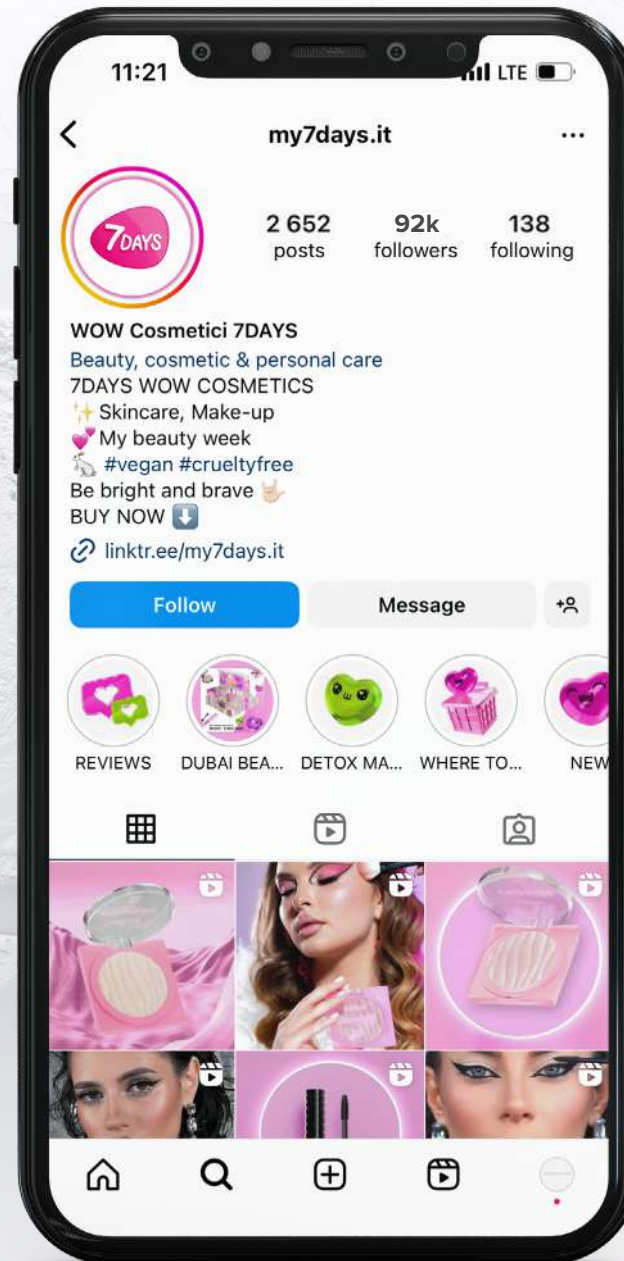 11:21
LTE
my7days.it
7DAYS
2 652
92k
138
posts
followers
following
WOW Cosmetici 7DAYS
Beauty, cosmetic & personal care
7DAYS WOW COSMETICS
✨ Skincare, Make-up
💕 My beauty week
🐇 #vegan #crueltyfree
Be bright and brave 🤟🏻
BUY NOW ⬇️
linktr.ee/my7days.it
Follow
Message
REVIEWS
DUBAI BEA...
DETOX MA...
WHERE TO...
NEW